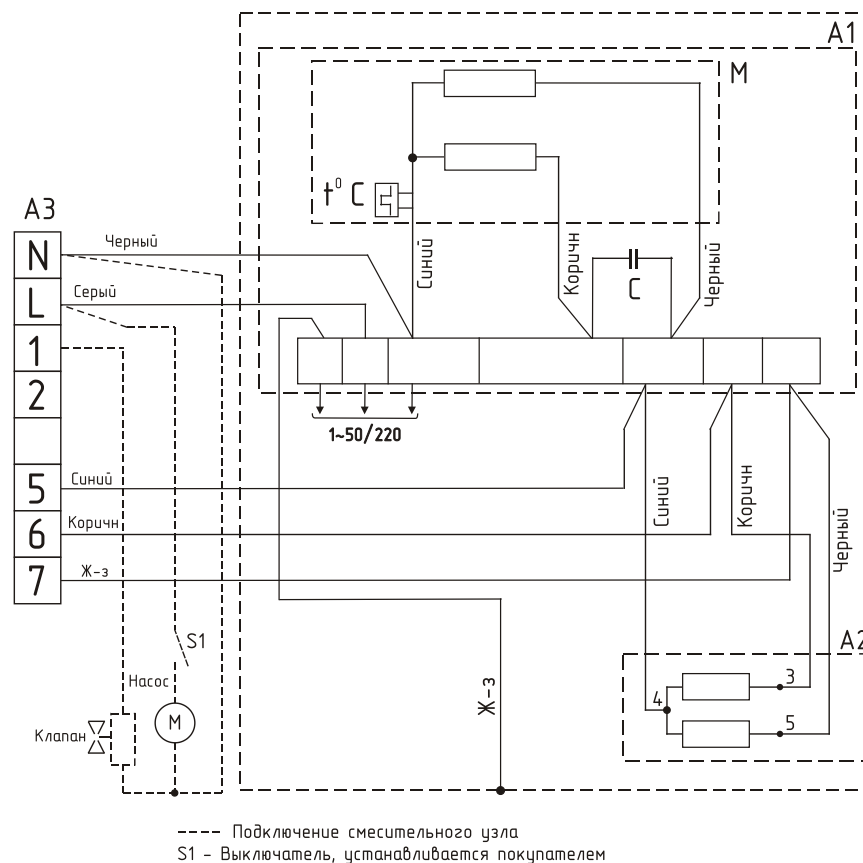 A1
M
t⁰ C
A3
N
Черный
Синий
Коричн
C
Черный
L
Серый
1
2
1~50/220
5
Синий
6
Коричн
7
Ж-з
Синий
Коричн
Черный
S1
A2
Насос
M
Клапан
Ж-з
4
3
5
---- Подключение смесительного узла
S1 - Выключатель, устанавливается покупателем